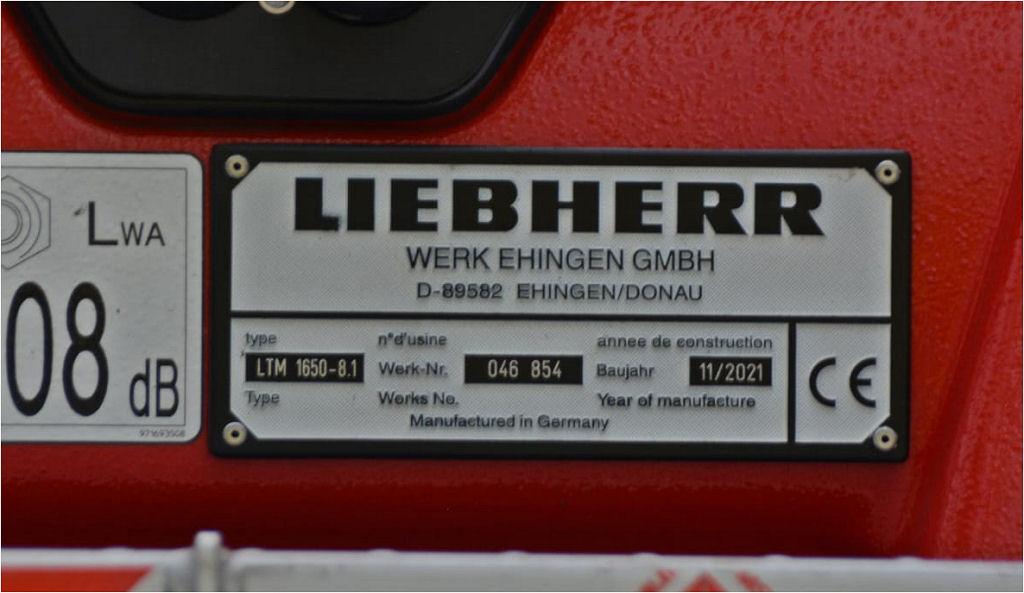 LWA
08
dB
971693508
LIEBHERR
WERK EHINGEN GMBH
D-89582 EHINGEN/DONAU
type n°d'usine annee de construction
LTM 1650-8.1 Werk-Nr. 046 854 Baujahr 11/2021
Type Works No. Year of manufacture
Manufactured in Germany
CE